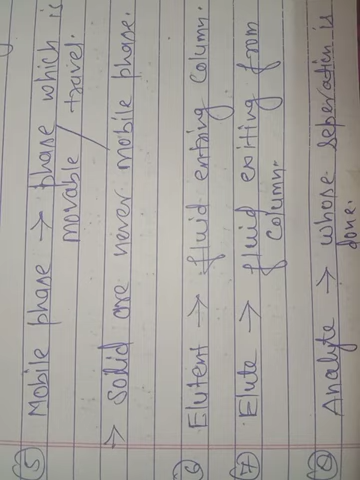 ⑤ Mobile phase → phase which is
movable / travel.
→ Solid are never mobile phase.
⑥ Elutent → fluid entring column.
⑦ Elute → fluid exiting from
column.
⑧ Analyte → whose seperation is
done.